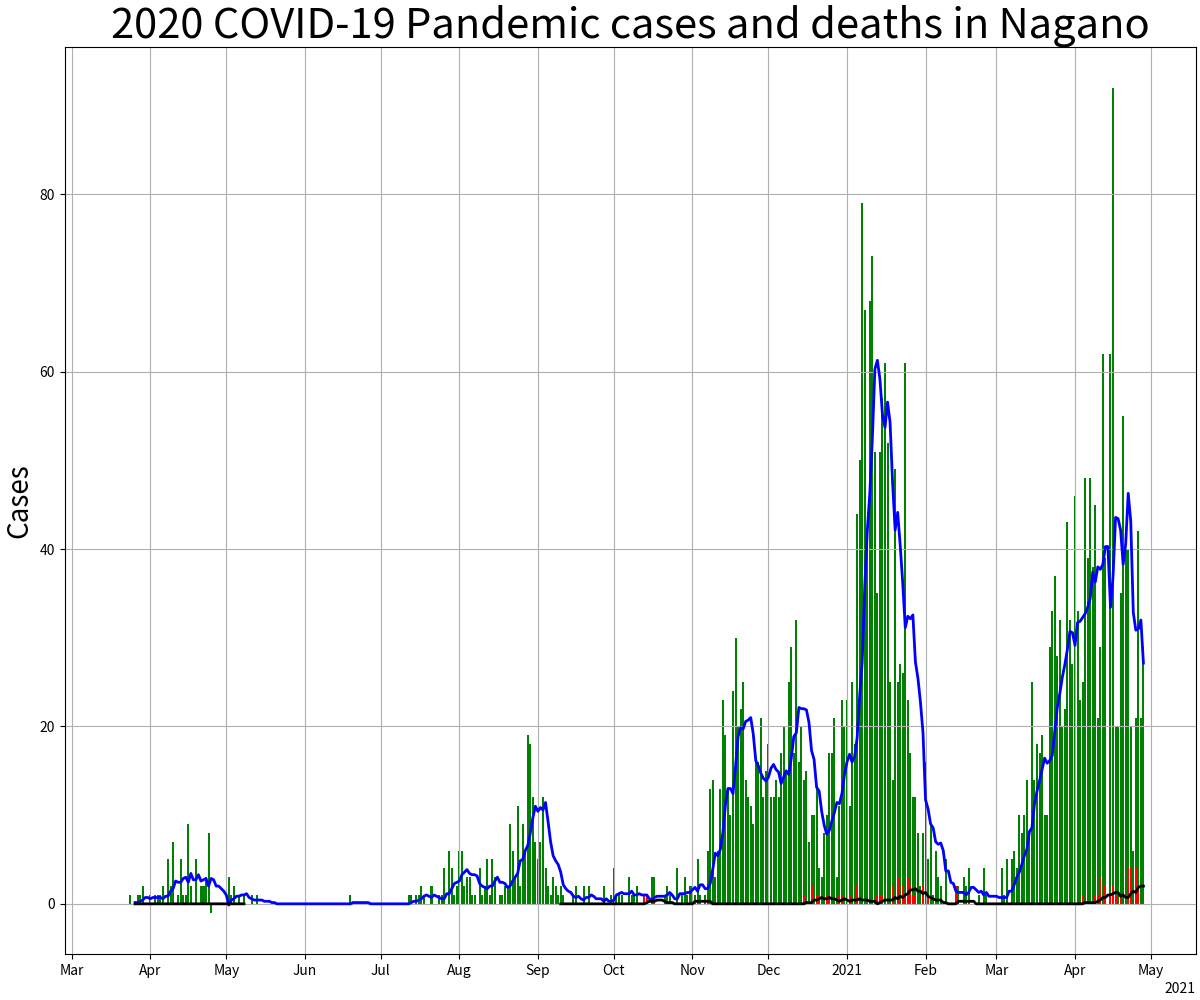 2020 COVID-19 Pandemic cases and deaths in Nagano
Cases
80
60
40
20
0
Mar Apr May Jun Jul Aug Sep Oct Nov Dec 2021 Feb Mar Apr May
2021